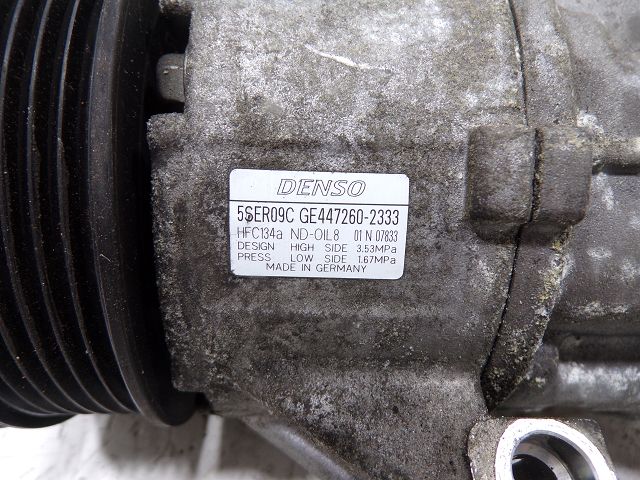 DENSO
5SER09C GE447260-2333
HFC134a ND-OIL8 01 N 07833
DESIGN HIGH SIDE 3.53MPa
PRESS LOW SIDE 1.67MPa
MADE IN GERMANY